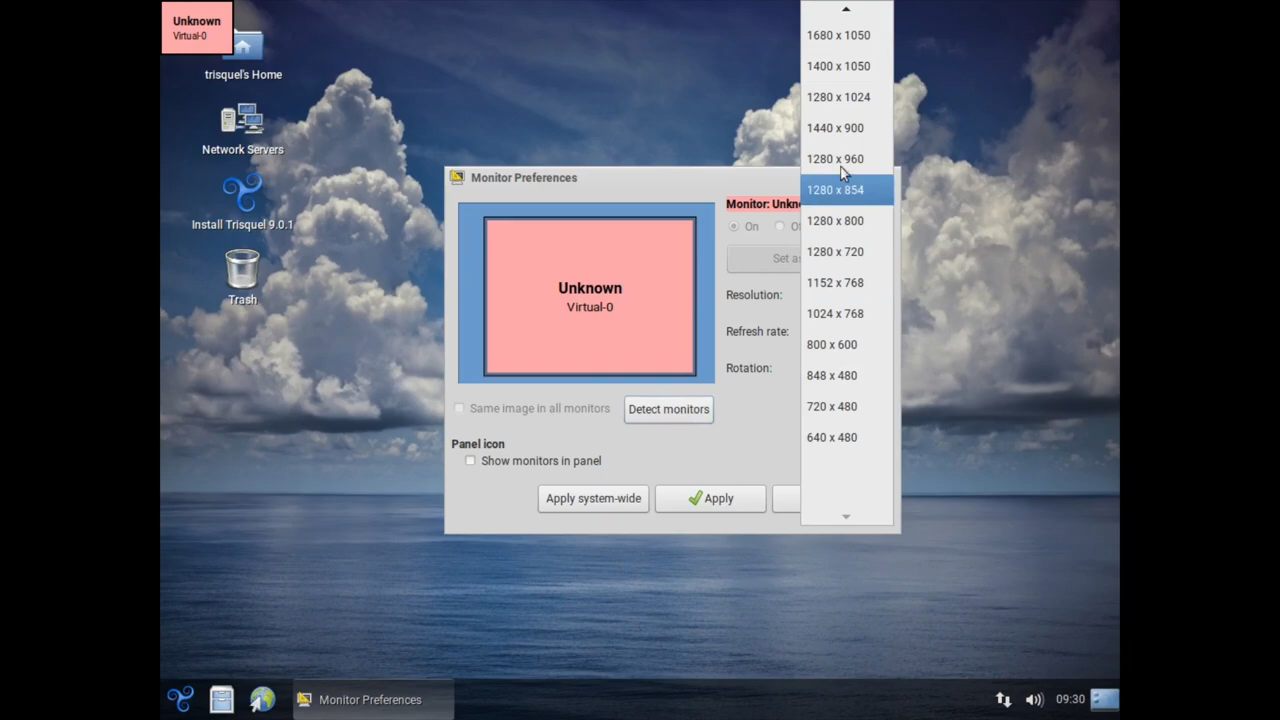 Unknown
Virtual-0
trisquel's Home
Network Servers
Install Trisquel 9.0.1
Trash
Monitor Preferences
Unknown
Virtual-0
Monitor: Unkno
On
O
Set as
Resolution:
Refresh rate:
Rotation:
Same image in all monitors
Detect monitors
Panel icon
Show monitors in panel
Apply system-wide
Apply
1680 x 1050
1400 x 1050
1280 x 1024
1440 x 900
1280 x 960
1280 x 854
1280 x 800
1280 x 720
1152 x 768
1024 x 768
800 x 600
848 x 480
720 x 480
640 x 480
Monitor Preferences
09:30